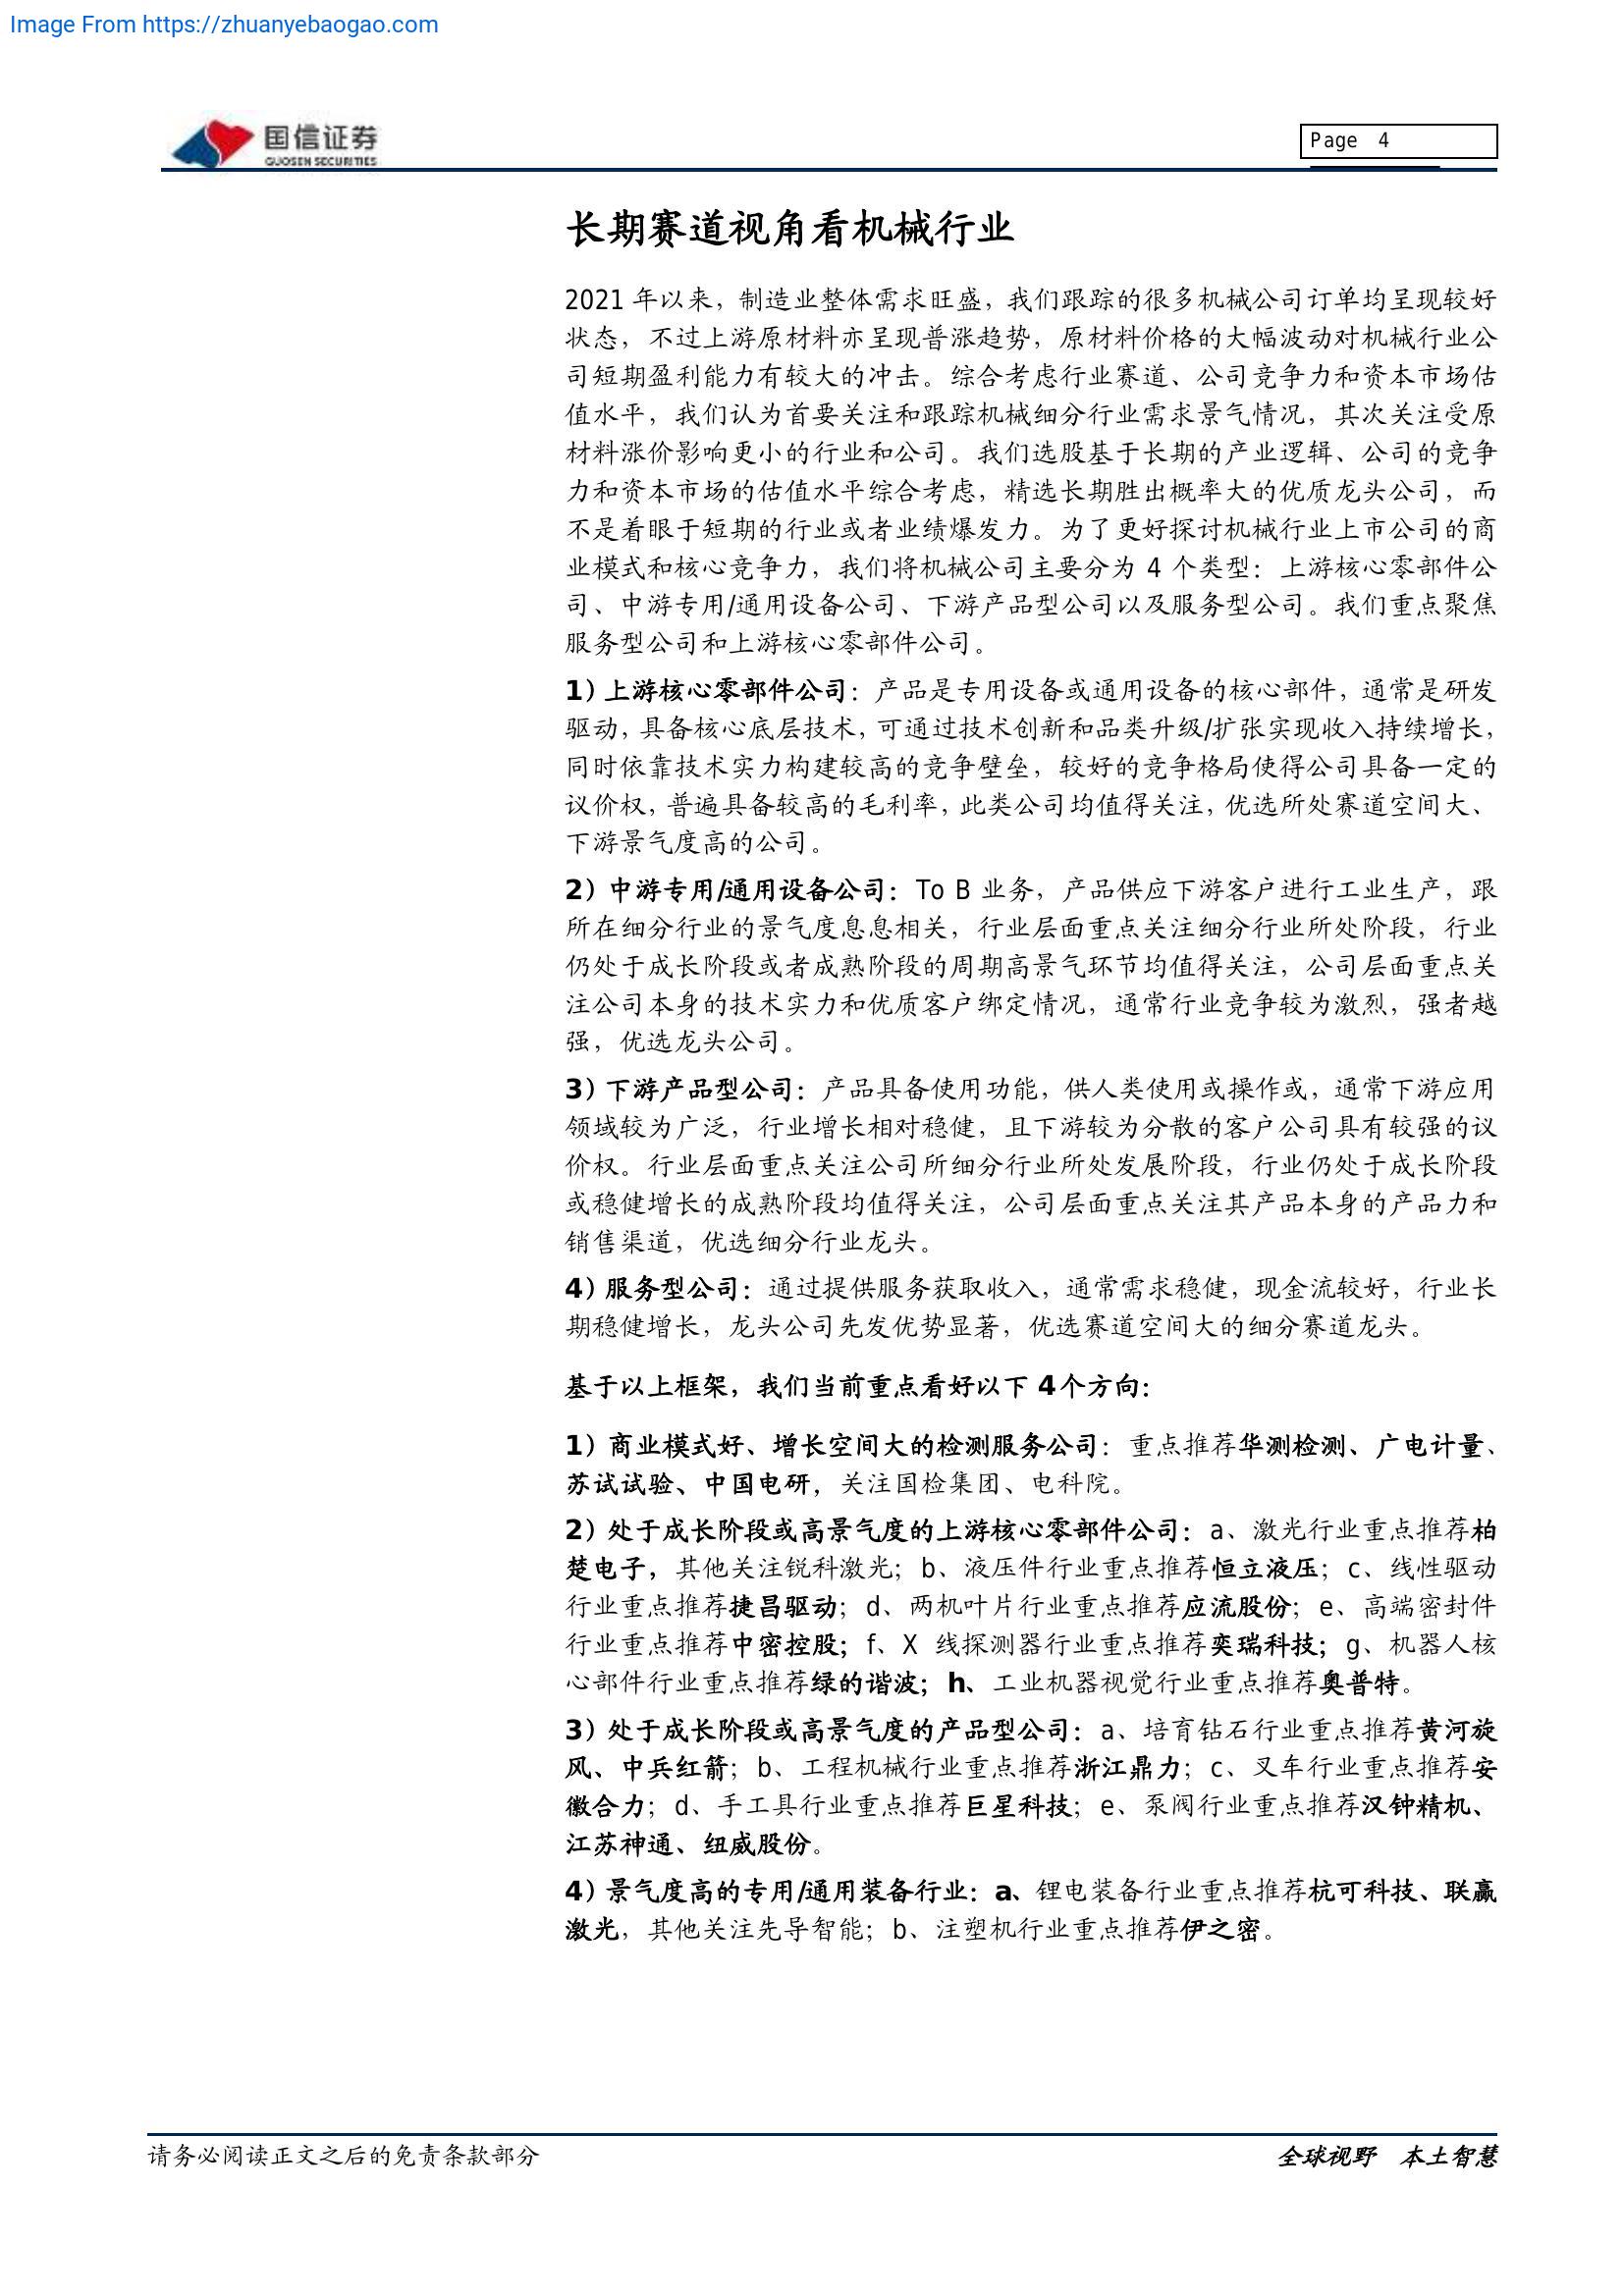 Image From https://zhuanyebaogao.com
国信证券
GUOSEN SECURITIES
Page 4
长期赛道视角看机械行业
2021 年以来，制造业整体需求旺盛，我们跟踪的很多机械公司订单均呈现较好
状态，不过上游原材料亦呈现普涨趋势，原材料价格的大幅波动对机械行业公
司短期盈利能力有较大的冲击。综合考虑行业赛道、公司竞争力和资本市场估
值水平，我们认为首要关注和跟踪机械细分行业需求景气情况，其次关注受原
材料涨价影响更小的行业和公司。我们选股基于长期的产业逻辑、公司的竞争
力和资本市场的估值水平综合考虑，精选长期胜出概率大的优质龙头公司，而
不是着眼于短期的行业或者业绩爆发力。为了更好探讨机械行业上市公司的商
业模式和核心竞争力，我们将机械公司主要分为 4 个类型：上游核心零部件公
司、中游专用/通用设备公司、下游产品型公司以及服务型公司。我们重点聚焦
服务型公司和上游核心零部件公司。
1）上游核心零部件公司：产品是专用设备或通用设备的核心部件，通常是研发
驱动，具备核心底层技术，可通过技术创新和品类升级/扩张实现收入持续增长，
同时依靠技术实力构建较高的竞争壁垒，较好的竞争格局使得公司具备一定的
议价权，普遍具备较高的毛利率，此类公司均值得关注，优选所处赛道空间大、
下游景气度高的公司。
2）中游专用/通用设备公司：To B 业务，产品供应下游客户进行工业生产，跟
所在细分行业的景气度息息相关，行业层面重点关注细分行业所处阶段，行业
仍处于成长阶段或者成熟阶段的周期高景气环节均值得关注，公司层面重点关
注公司本身的技术实力和优质客户绑定情况，通常行业竞争较为激烈，强者越
强，优选龙头公司。
3）下游产品型公司：产品具备使用功能，供人类使用或操作或，通常下游应用
领域较为广泛，行业增长相对稳健，且下游较为分散的客户公司具有较强的议
价权。行业层面重点关注公司所细分行业所处发展阶段，行业仍处于成长阶段
或稳健增长的成熟阶段均值得关注，公司层面重点关注其产品本身的产品力和
销售渠道，优选细分行业龙头。
4）服务型公司：通过提供服务获取收入，通常需求稳健，现金流较好，行业长
期稳健增长，龙头公司先发优势显著，优选赛道空间大的细分赛道龙头。
基于以上框架，我们当前重点看好以下 4个方向：
1）商业模式好、增长空间大的检测服务公司：重点推荐华测检测、广电计量、
苏试试验、中国电研，关注国检集团、电科院。
2）处于成长阶段或高景气度的上游核心零部件公司：a、激光行业重点推荐柏
楚电子，其他关注锐科激光；b、液压件行业重点推荐恒立液压；c、线性驱动
行业重点推荐捷昌驱动；d、两机叶片行业重点推荐应流股份；e、高端密封件
行业重点推荐中密控股；f、X 线探测器行业重点推荐奕瑞科技；g、机器人核
心部件行业重点推荐绿的谐波；h、工业机器视觉行业重点推荐奥普特。
3）处于成长阶段或高景气度的产品型公司：a、培育钻石行业重点推荐黄河旋
风、中兵红箭；b、工程机械行业重点推荐浙江鼎力；c、叉车行业重点推荐安
徽合力；d、手工具行业重点推荐巨星科技；e、泵阀行业重点推荐汉钟精机、
江苏神通、纽威股份。
4）景气度高的专用/通用装备行业：a、锂电装备行业重点推荐杭可科技、联赢
激光，其他关注先导智能；b、注塑机行业重点推荐伊之密。
请务必阅读正文之后的免责条款部分
全球视野 本土智慧